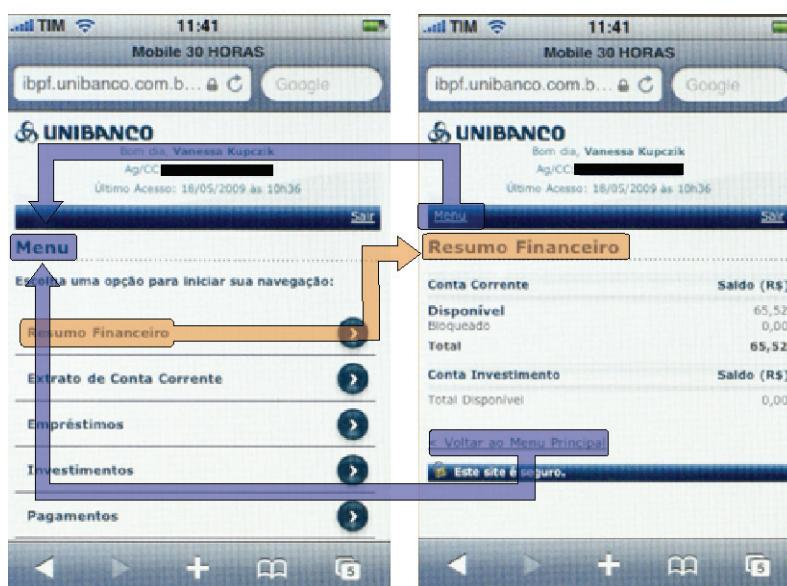 TIM 11:41
Mobile 30 HORAS
ibpf.unibanco.com.b... Google
UNIBANCO
Bom dia, Vanessa Kupczik
Ag/CC:
Último Acesso: 18/05/2009 às 10h36
Sair
Menu
Escolha uma opção para iniciar sua navegação:
Resumo Financeiro
Extrato de Conta Corrente
Empréstimos
Investimentos
Pagamentos
5
TIM 11:41
Mobile 30 HORAS
ibpf.unibanco.com.b... Google
UNIBANCO
Bom dia, Vanessa Kupczik
Ag/CC:
Último Acesso: 18/05/2009 às 10h36
Menu Sair
Resumo Financeiro
Conta Corrente Saldo (R$)
Disponível 65,52
Bloqueado 0,00
Total 65,52
Conta Investimento Saldo (R$)
Total Disponível 0,00
< Voltar ao Menu Principal
Este site é seguro.
5